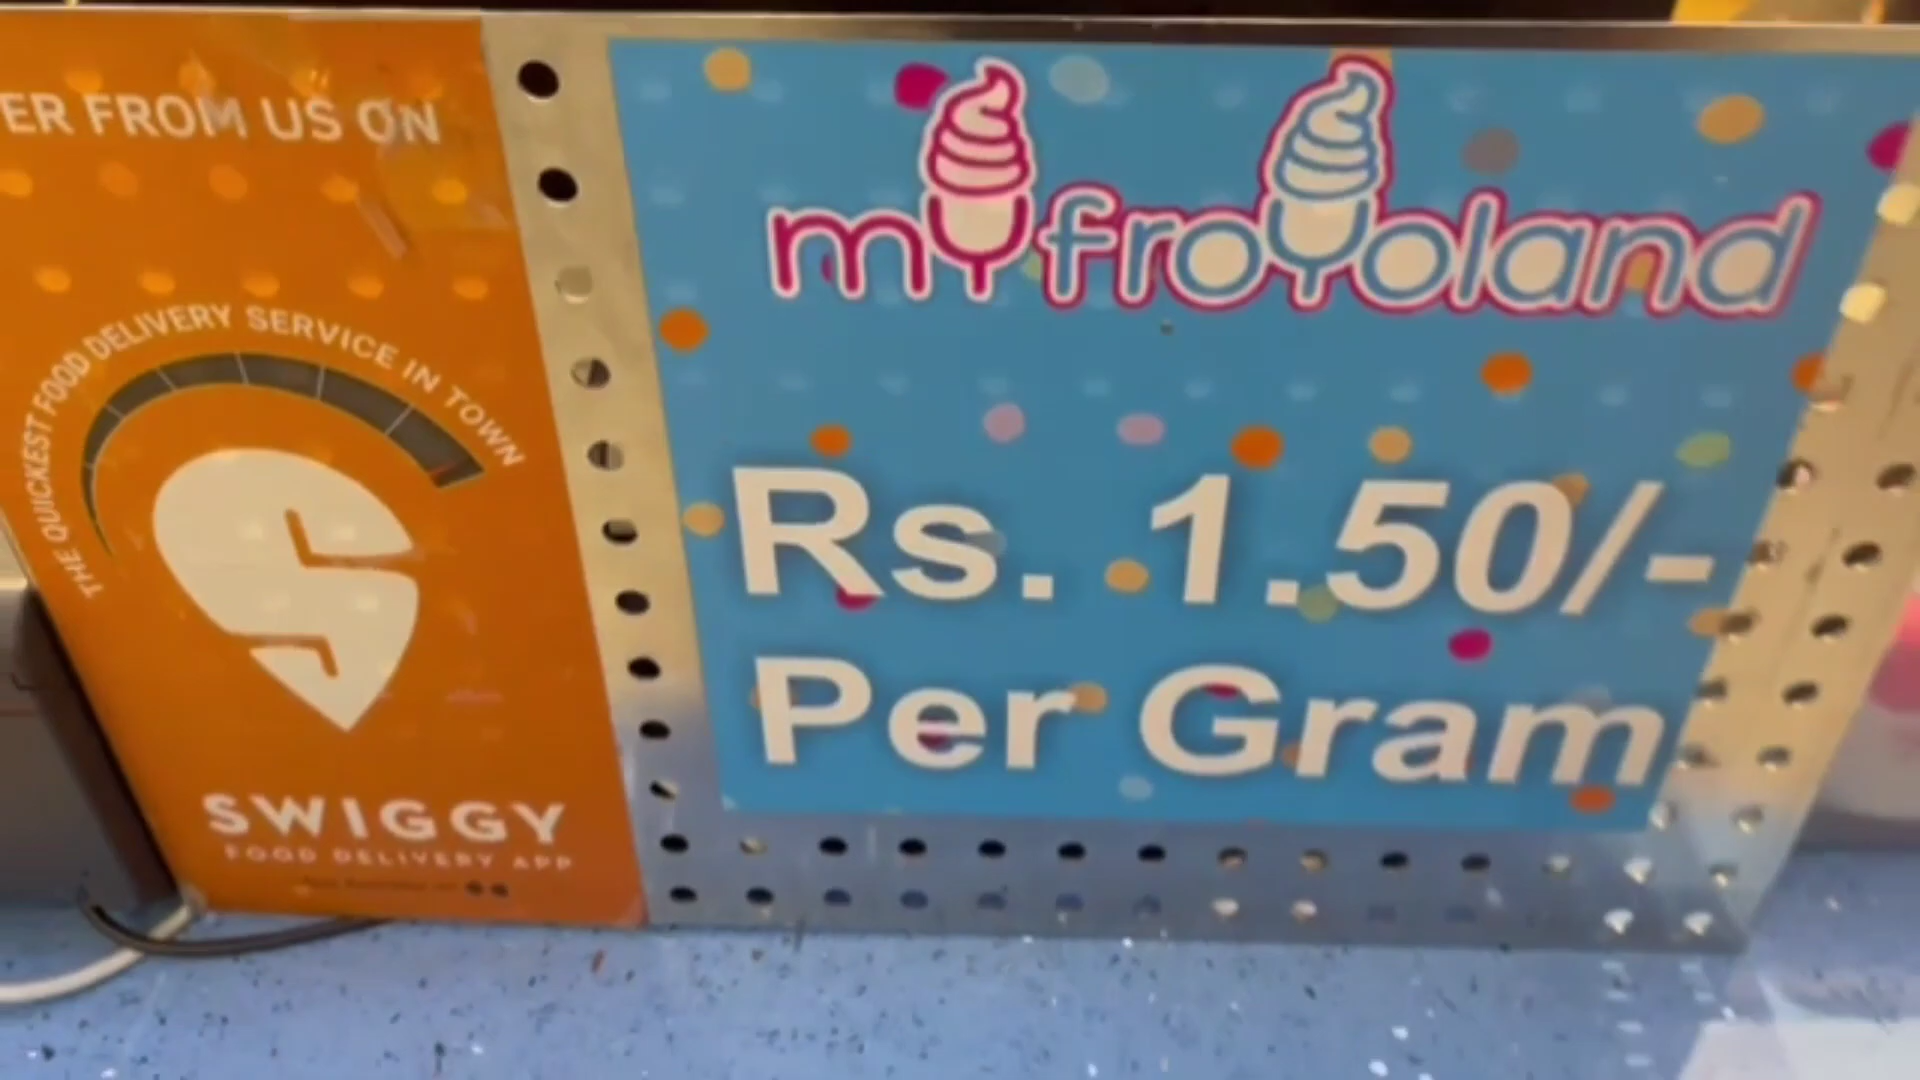 ER FROM US ON
THE QUICKEST FOOD DELIVERY SERVICE IN TOWN
SWIGGY
FOOD DELIVERY APP
myfroyoland
Rs. 1.50/-
Per Gram